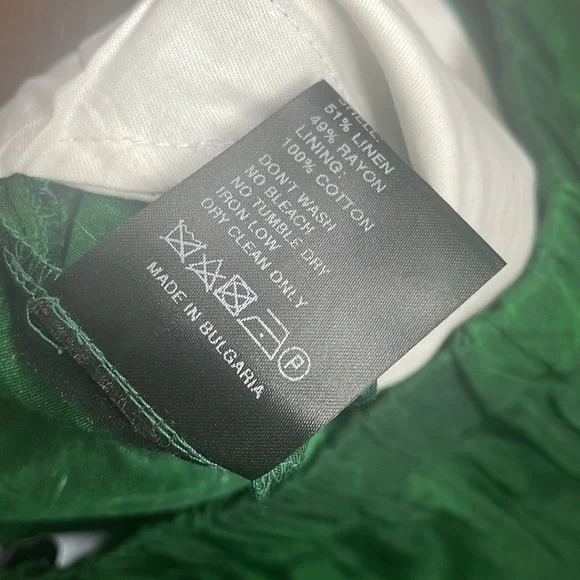 SHELL:
51% LINEN
49% RAYON
LINING:
100% COTTON
DON'T WASH
NO BLEACH
NO TUMBLE DRY
IRON LOW
DRY CLEAN ONLY
P
MADE IN BULGARIA